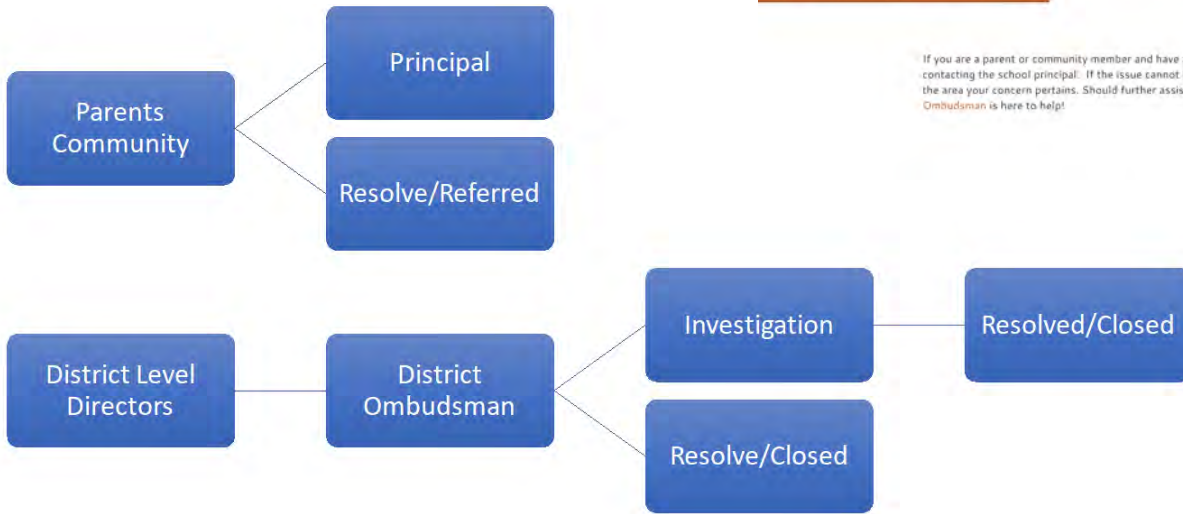 If you are a parent or community member and have
contacting the school principal. If the issue cannot
the area your concern pertains. Should further assis
Ombudsman is here to help!
Principal
Parents
Community
Resolve/Referred
Investigation
Resolved/Closed
District Level
Directors
District
Ombudsman
Resolve/Closed